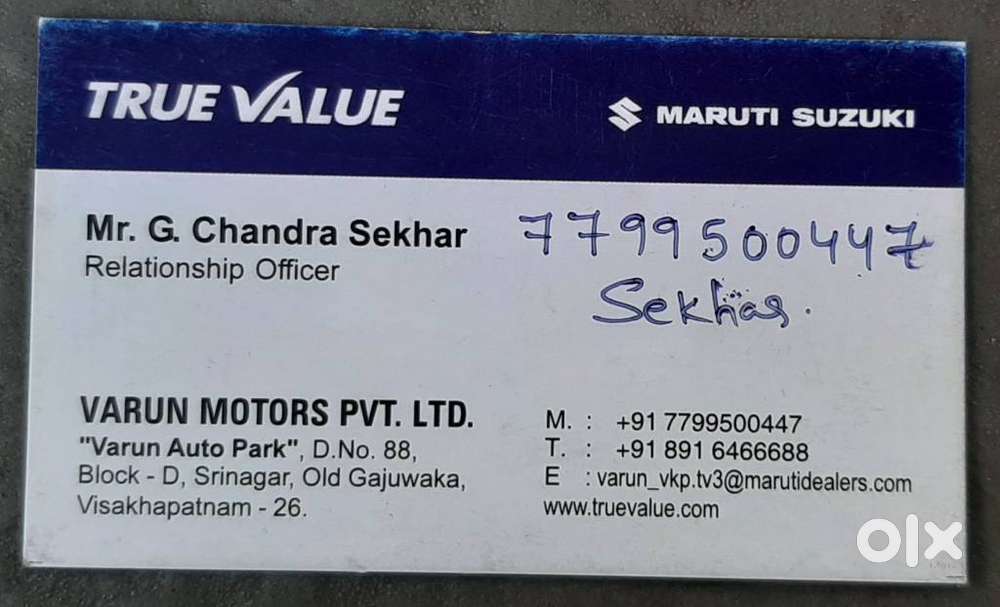 TRUE VALUE
MARUTI SUZUKI
Mr. G. Chandra Sekhar
Relationship Officer
7799500447
Sekhar.
VARUN MOTORS PVT. LTD.
"Varun Auto Park", D.No. 88,
Block - D, Srinagar, Old Gajuwaka,
Visakhapatnam - 26.
M. : +91 7799500447
T. : +91 891 6466688
E : varun_vkp.tv3@marutidealers.com
www.truevalue.com
olx